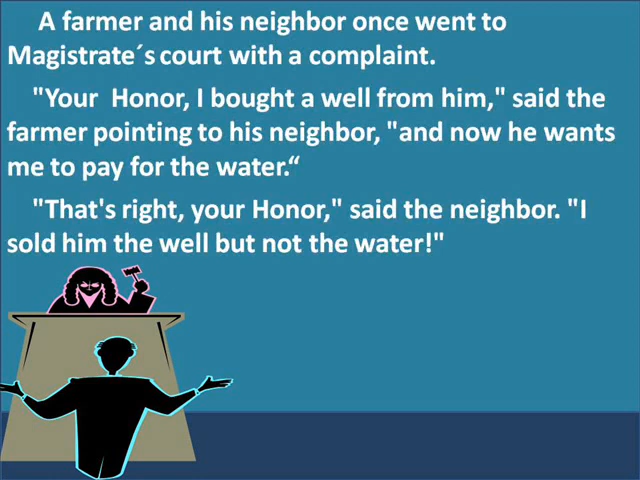 A farmer and his neighbor once went to
Magistrate´s court with a complaint.
"Your  Honor, I bought a well from him," said the
farmer pointing to his neighbor, "and now he wants
me to pay for the water.“
"That's right, your Honor," said the neighbor. "I
sold him the well but not the water!"